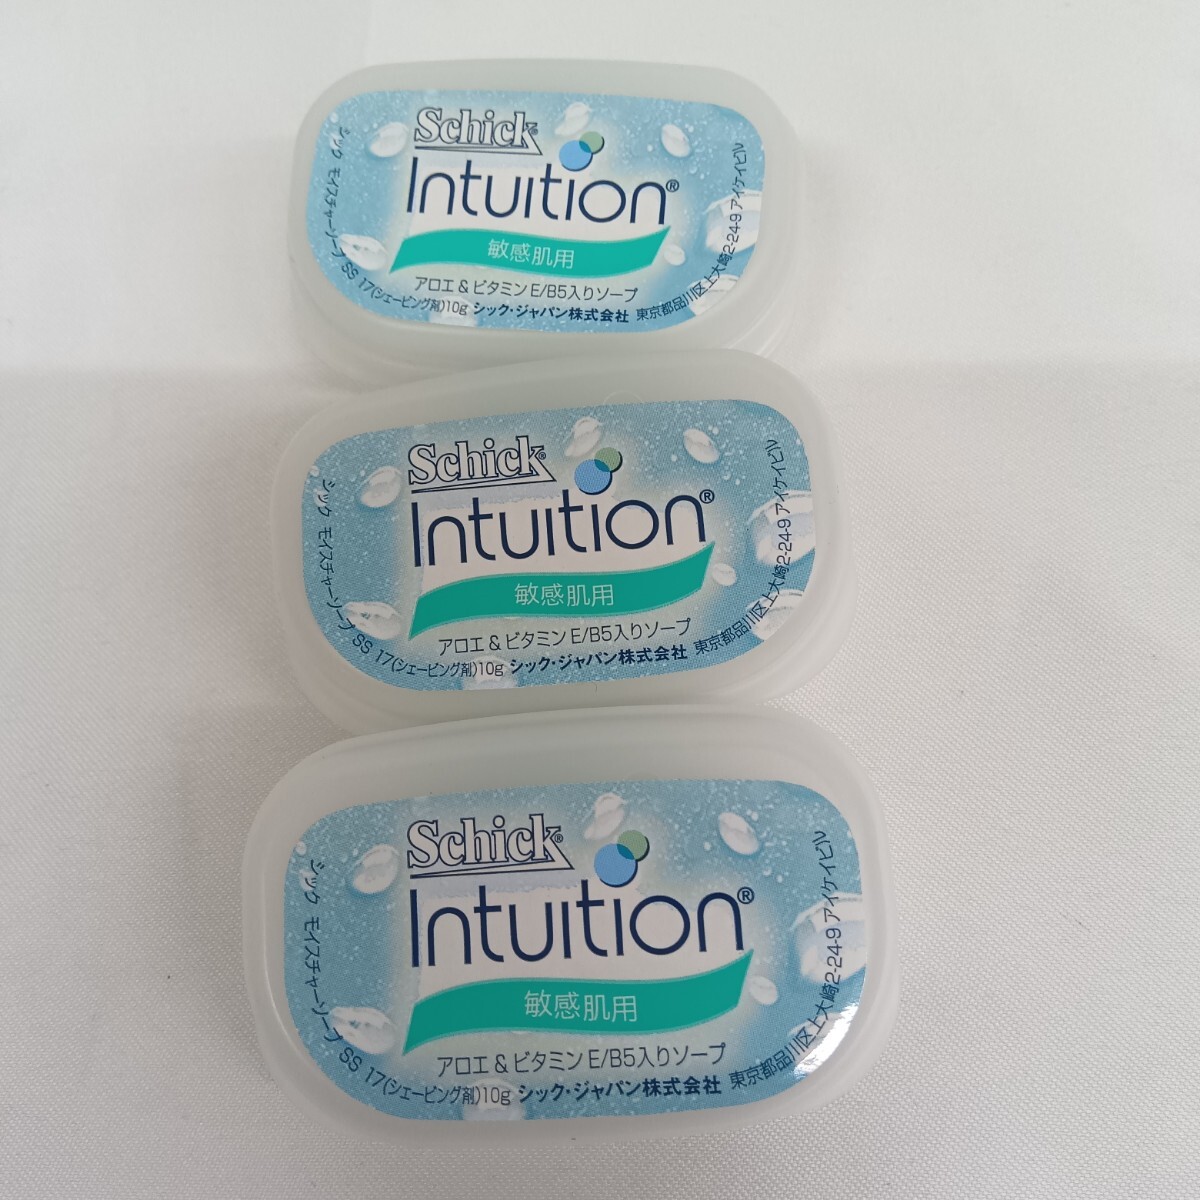 Schick®
Intuition®
敏感肌用
アロエ & ビタミン E/B5入りソープ
シック モイスチャーソープ SS 17(シェービング剤)10g シック・ジャパン株式会社 東京都品川区上大崎2-24-9 アイケイビル
Schick®
Intuition®
敏感肌用
アロエ & ビタミン E/B5入りソープ
シック モイスチャーソープ SS 17(シェービング剤)10g シック・ジャパン株式会社 東京都品川区上大崎2-24-9 アイケイビル
Schick®
Intuition®
敏感肌用
アロエ & ビタミン E/B5入りソープ
シック モイスチャーソープ SS 17(シェービング剤)10g シック・ジャパン株式会社 東京都品川区上大崎2-24-9 アイケイビル